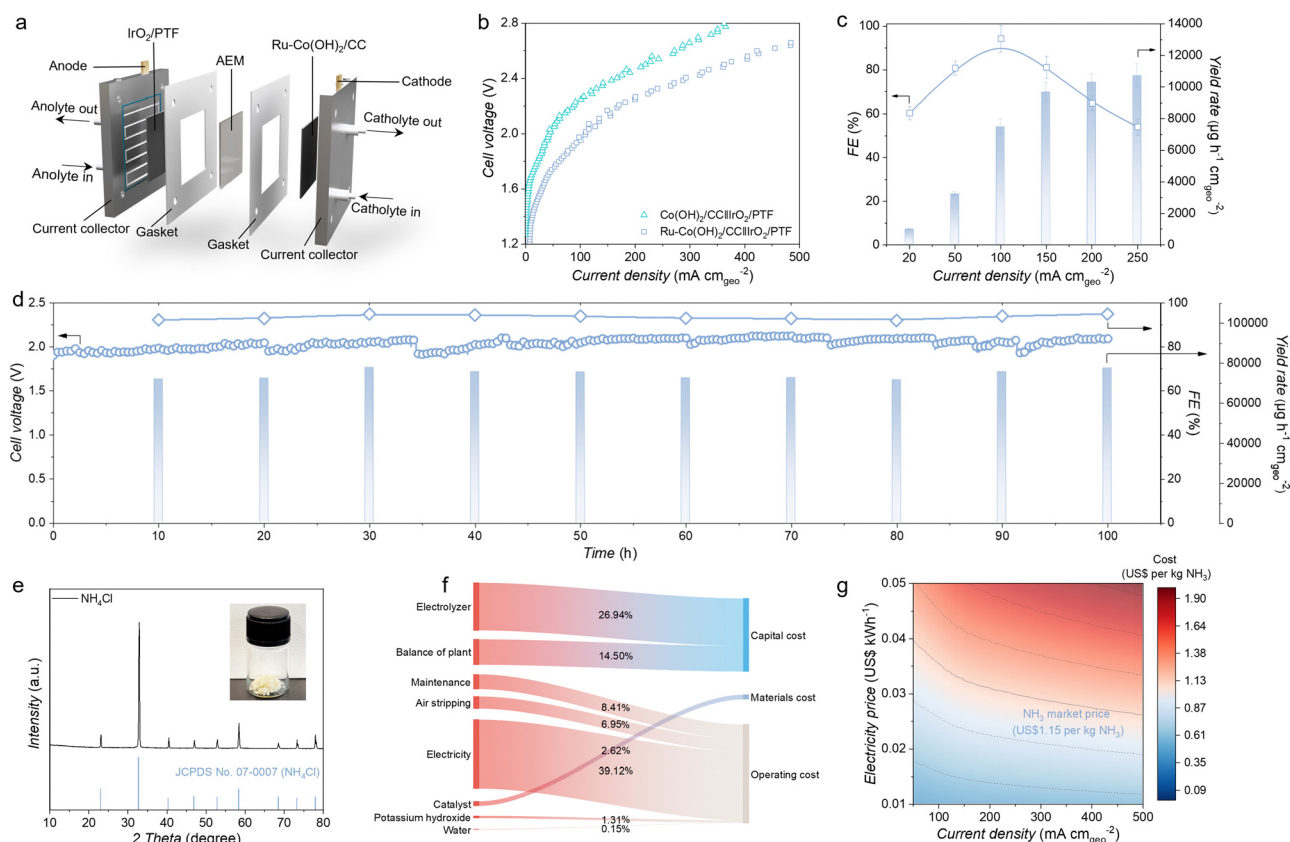 a
IrO₂/PTF
Anode
AEM
Ru-Co(OH)₂/CC
Cathode
Anolyte out
Catholyte out
Anolyte in
Catholyte in
Current collector
Gasket
Gasket
Current collector
b
Cell voltage (V)
2.8
2.4
2.0
1.6
1.2
Co(OH)₂/CC||IrO₂/PTF
Ru-Co(OH)₂/CC||IrO₂/PTF
0 100 200 300 400 500
Current density (mA cm_geo⁻²)
c
FE (%)
100
80
60
40
20
0
14000
12000
10000
8000
6000
4000
2000
0
Yield rate (µg h⁻¹ cm_geo⁻²)
20 50 100 150 200 250
Current density (mA cm_geo⁻²)
d
Cell voltage (V)
2.5
2.0
1.5
1.0
0.5
0.0
0 10 20 30 40 50 60 70 80 90 100
Time (h)
100
80
60
40
20
0
FE (%)
100000
80000
60000
40000
20000
0
Yield rate (µg h⁻¹ cm_geo⁻²)
e
Intensity (a.u.)
NH₄Cl
JCPDS No. 07-0007 (NH₄Cl)
10 20 30 40 50 60 70 80
2 Theta (degree)
f
Electrolyzer
26.94%
Capital cost
Balance of plant
14.50%
Maintenance
8.41%
Materials cost
Air stripping
6.95%
Electricity
2.62%
39.12%
Operating cost
Catalyst
Potassium hydroxide
1.31%
Water
0.15%
g
Electricity price (US$ kWh⁻¹)
0.05
0.04
0.03
0.02
0.01
NH₃ market price
(US$1.15 per kg NH₃)
100 200 300 400 500
Current density (mA cm_geo⁻²)
Cost
(US$ per kg NH₃)
1.90
1.64
1.38
1.13
0.87
0.61
0.35
0.09